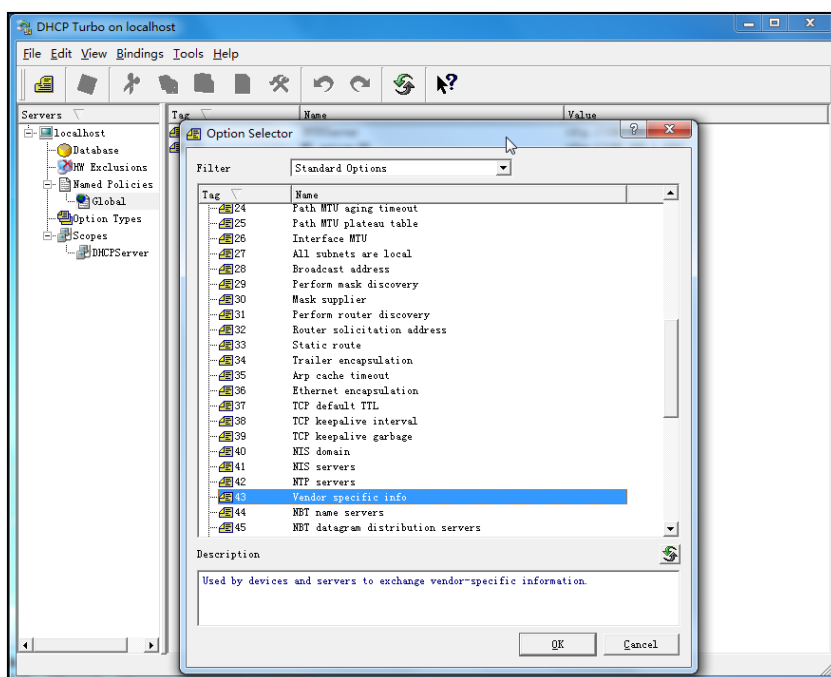 DHCP Turbo on localhost
File Edit View Bindings Tools Help
Servers
Tag Name Value
localhost
Database
HW Exclusions
Named Policies
Global
Option Types
Scopes
DHCPServer
Option Selector
Filter Standard Options
Tag Name
24 Path MTU aging timeout
25 Path MTU plateau table
26 Interface MTU
27 All subnets are local
28 Broadcast address
29 Perform mask discovery
30 Mask supplier
31 Perform router discovery
32 Router solicitation address
33 Static route
34 Trailer encapsulation
35 Arp cache timeout
36 Ethernet encapsulation
37 TCP default TTL
38 TCP keepalive interval
39 TCP keepalive garbage
40 NIS domain
41 NIS servers
42 NTP servers
43 Vendor specific info
44 NBT name servers
45 NBT datagram distribution servers
Description
Used by devices and servers to exchange vendor-specific information.
OK Cancel